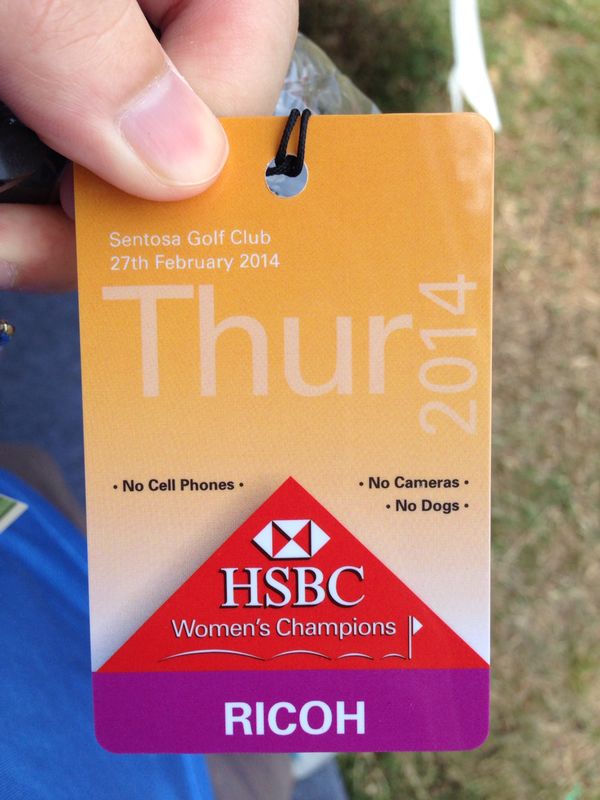 Sentosa Golf Club
27th February 2014
Thur
2014
• No Cell Phones •
• No Cameras •
• No Dogs •
HSBC
Women's Champions
RICOH